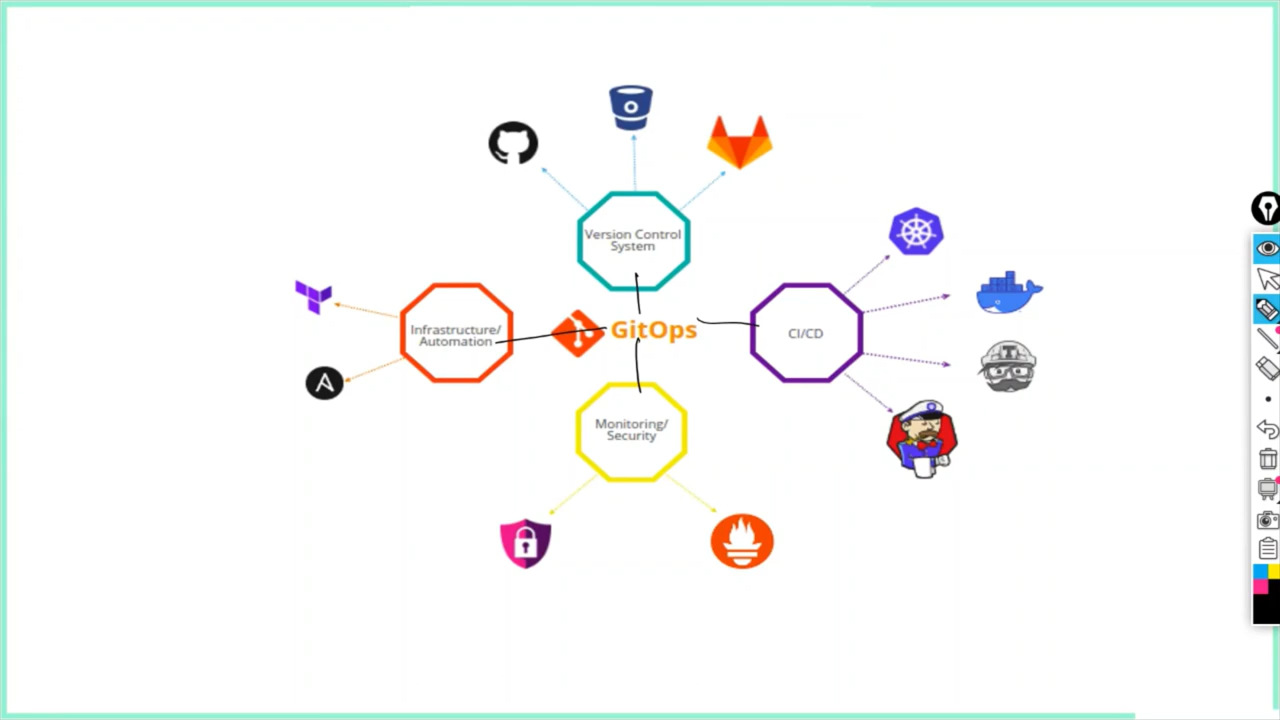 Version Control
System
Infrastructure/
Automation
GitOps
CI/CD
Monitoring/
Security